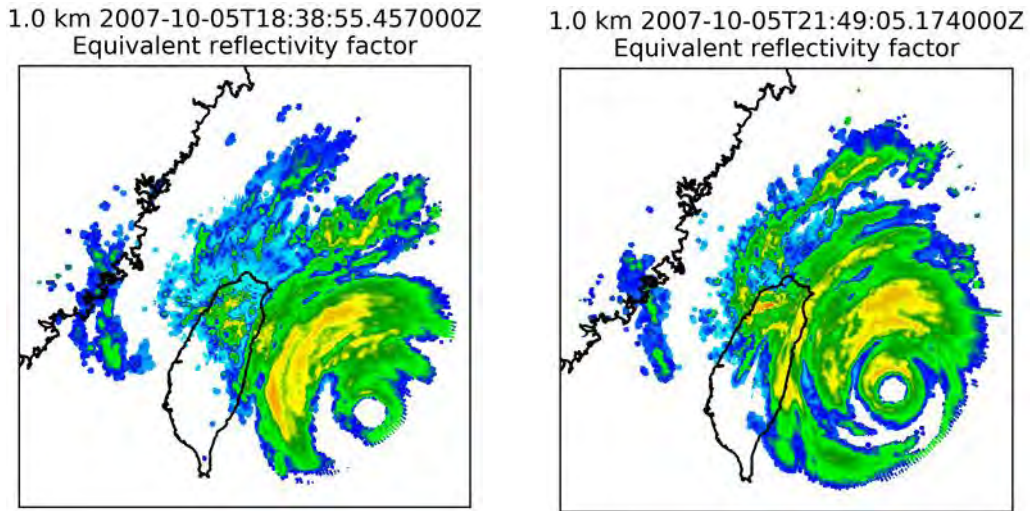 1.0 km 2007-10-05T18:38:55.457000Z
Equivalent reflectivity factor
1.0 km 2007-10-05T21:49:05.174000Z
Equivalent reflectivity factor